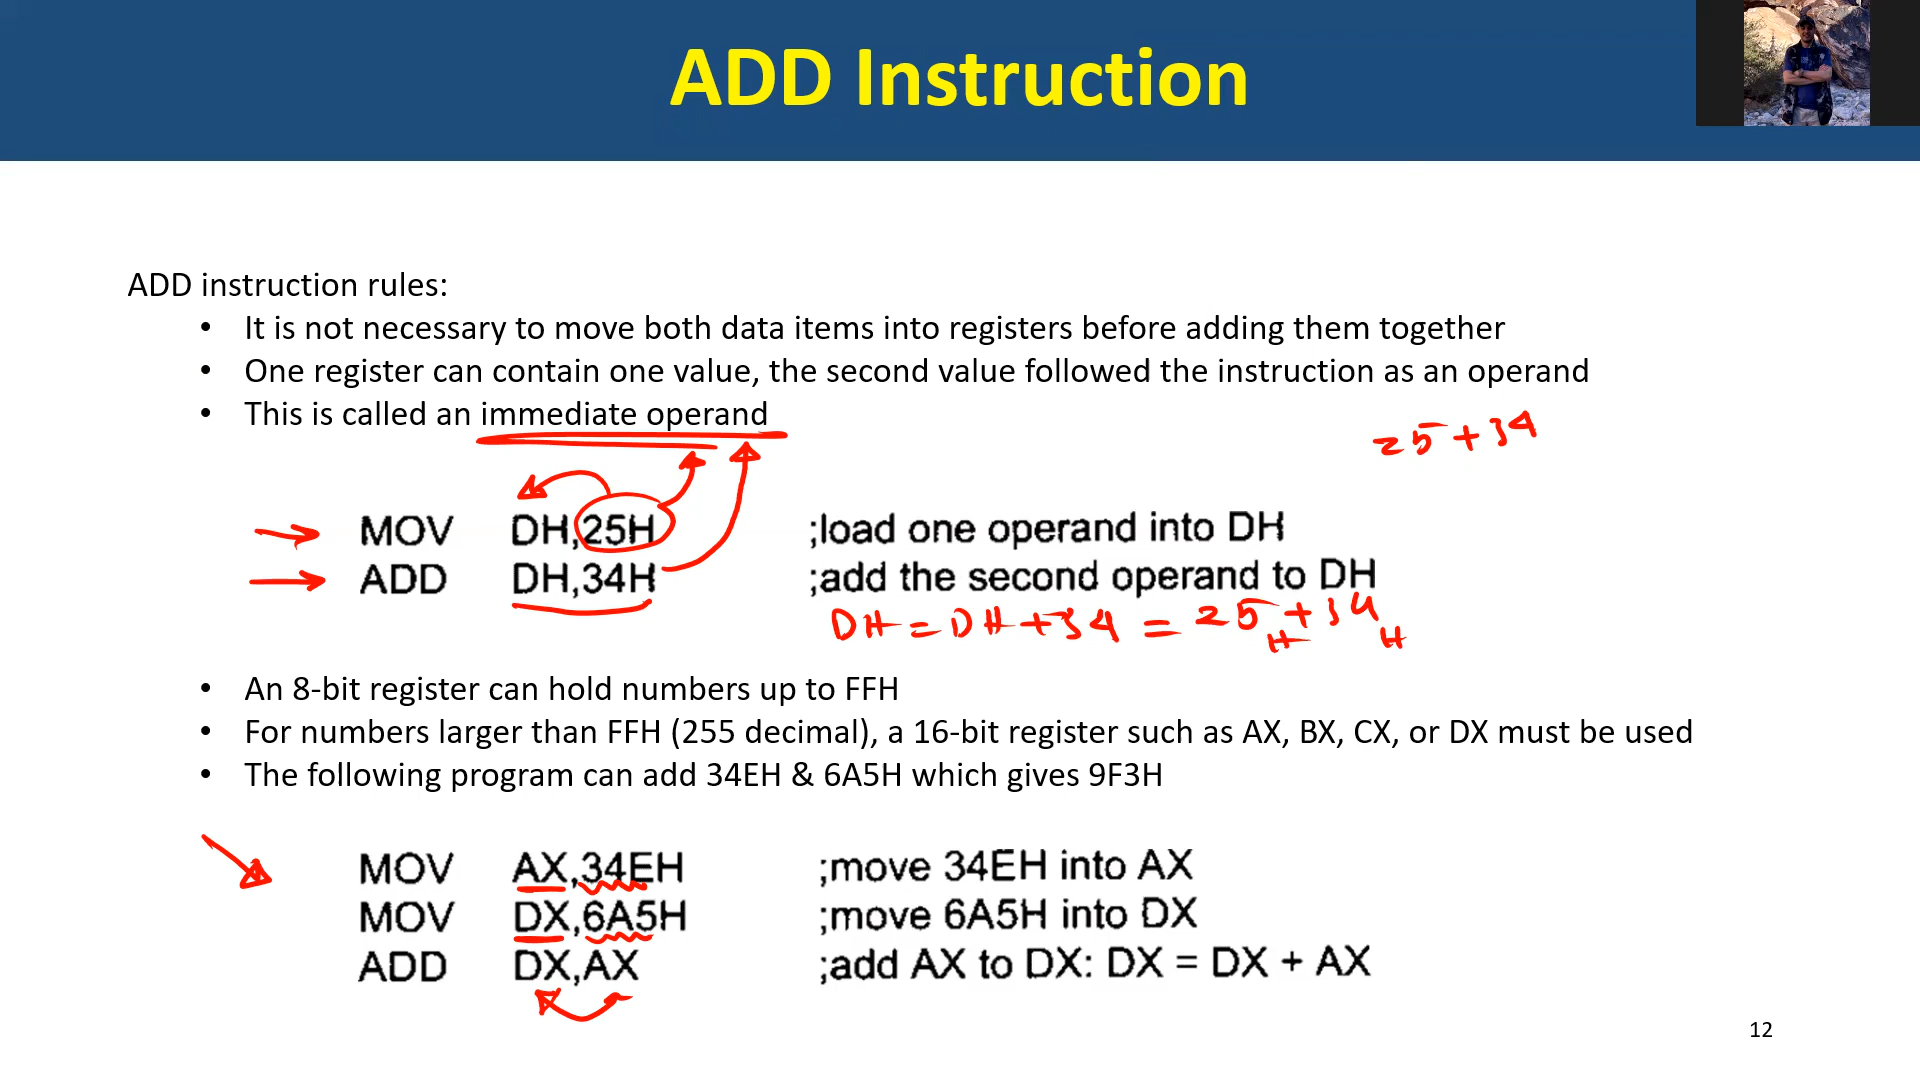 ADD Instruction
ADD instruction rules:
• It is not necessary to move both data items into registers before adding them together
• One register can contain one value, the second value followed the instruction as an operand
• This is called an immediate operand
25+34
MOV DH,25H ;load one operand into DH
ADD DH,34H ;add the second operand to DH
DH=DH+34 = 25H+34H
• An 8-bit register can hold numbers up to FFH
• For numbers larger than FFH (255 decimal), a 16-bit register such as AX, BX, CX, or DX must be used
• The following program can add 34EH & 6A5H which gives 9F3H
MOV AX,34EH ;move 34EH into AX
MOV DX,6A5H ;move 6A5H into DX
ADD DX,AX ;add AX to DX: DX = DX + AX
12